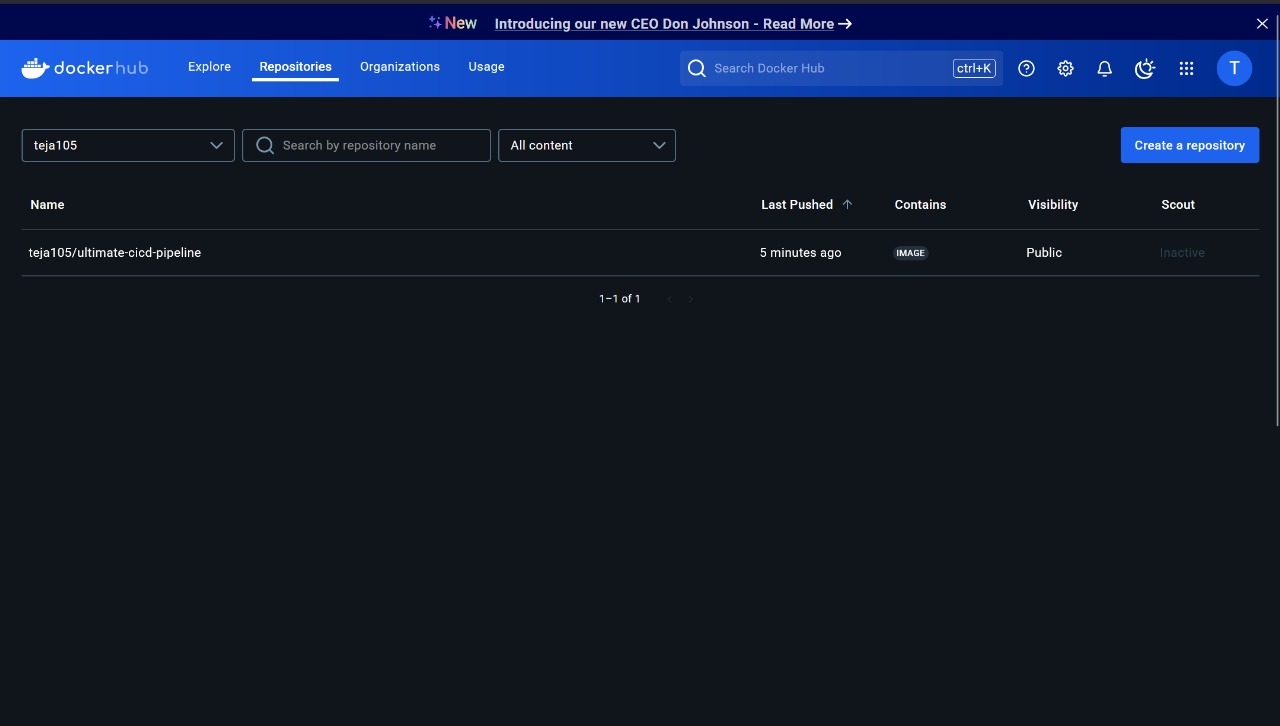 New Introducing our new CEO Don Johnson - Read More →
dockerhub Explore Repositories Organizations Usage Search Docker Hub ctrl+K T
teja105 Search by repository name All content Create a repository
Name Last Pushed ↑ Contains Visibility Scout
teja105/ultimate-cicd-pipeline 5 minutes ago IMAGE Public Inactive
1–1 of 1